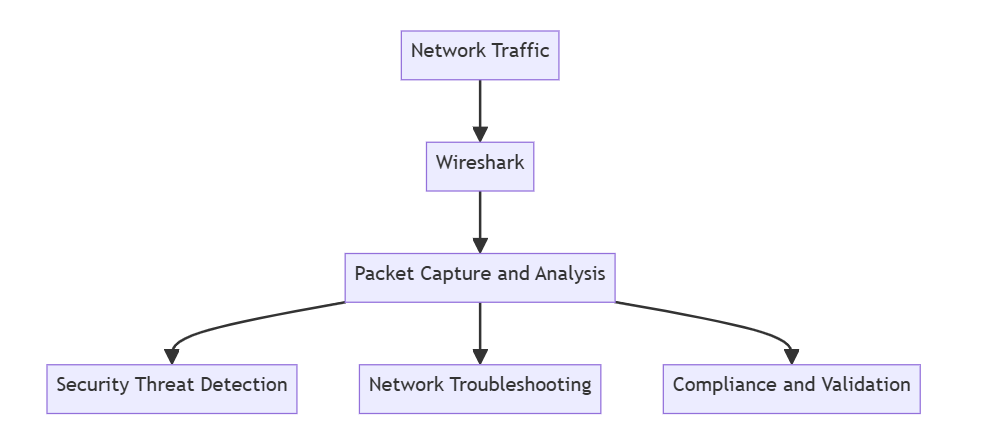 Network Traffic
Wireshark
Packet Capture and Analysis
Security Threat Detection
Network Troubleshooting
Compliance and Validation